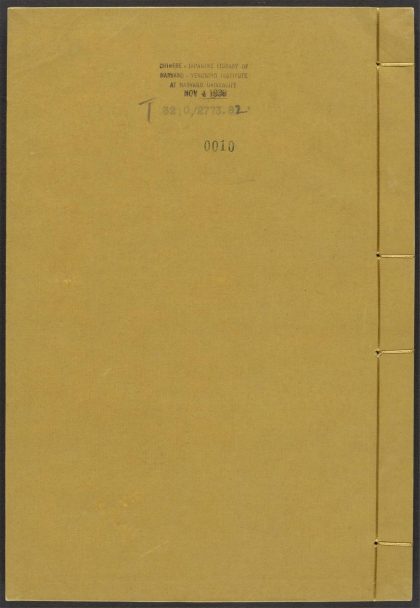 CHINESE - JAPANESE LIBRARY OF
HARVARD - YENCHING INSTITUTE
AT HARVARD UNIVERSITY
NOV 4 1938
0010